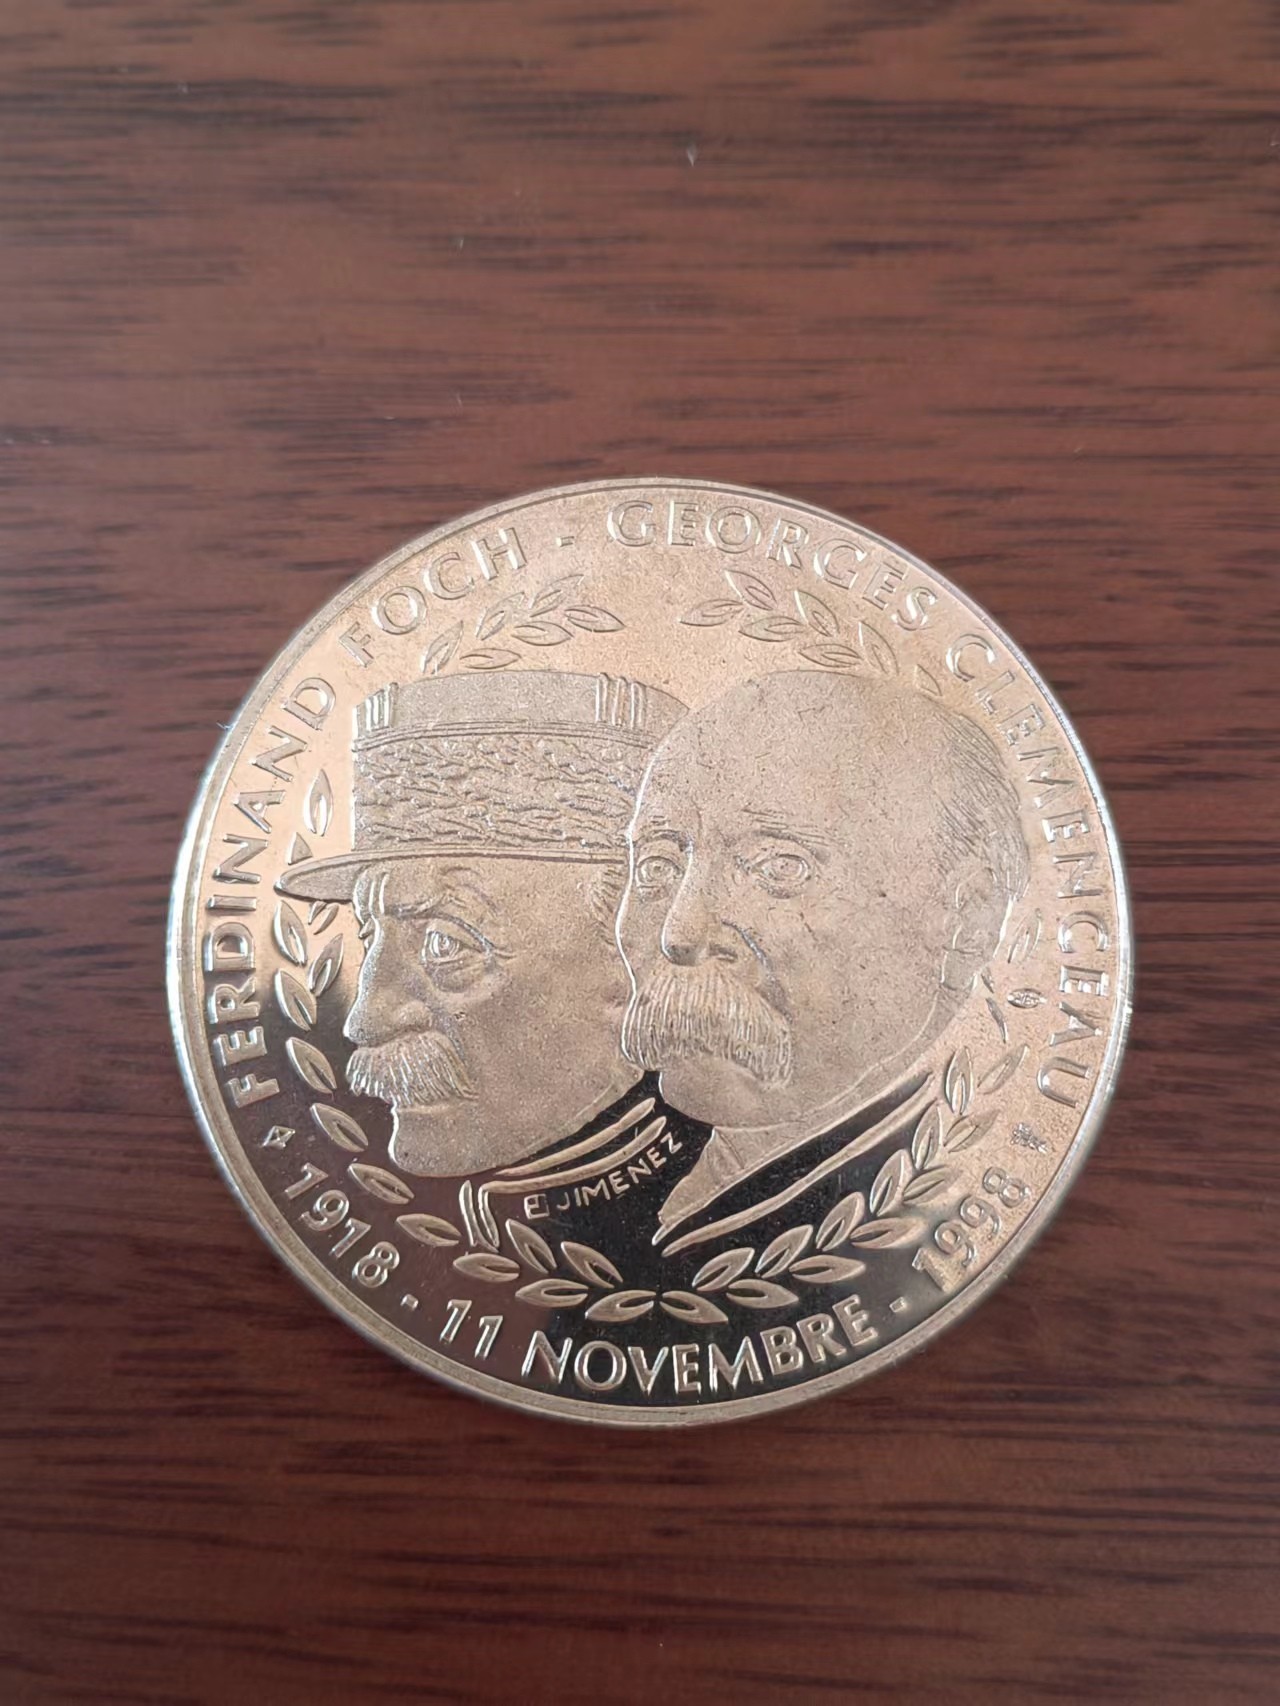 FERDINAND FOCH - GEORGES CLEMENCEAU
JIMENEZ
1918 - 11 NOVEMBRE - 1998